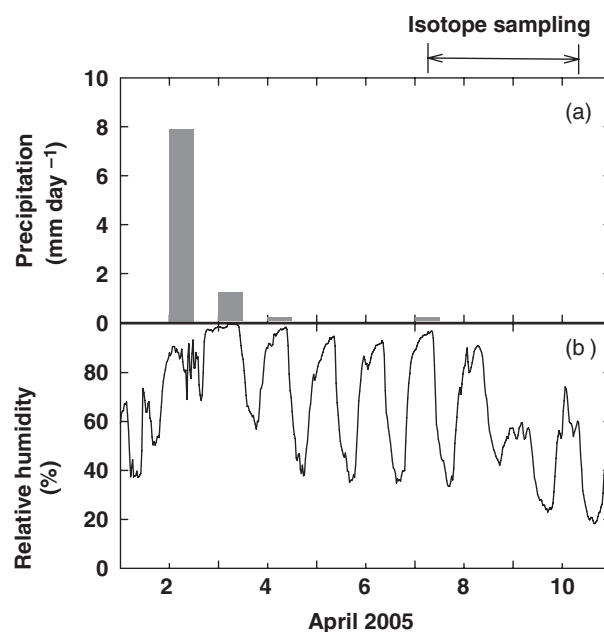 Isotope sampling
(a)
Precipitation
(mm day −1)
10
8
6
4
2
0
(b)
Relative humidity
(%)
80
60
40
20
0
2
4
6
8
10
April 2005